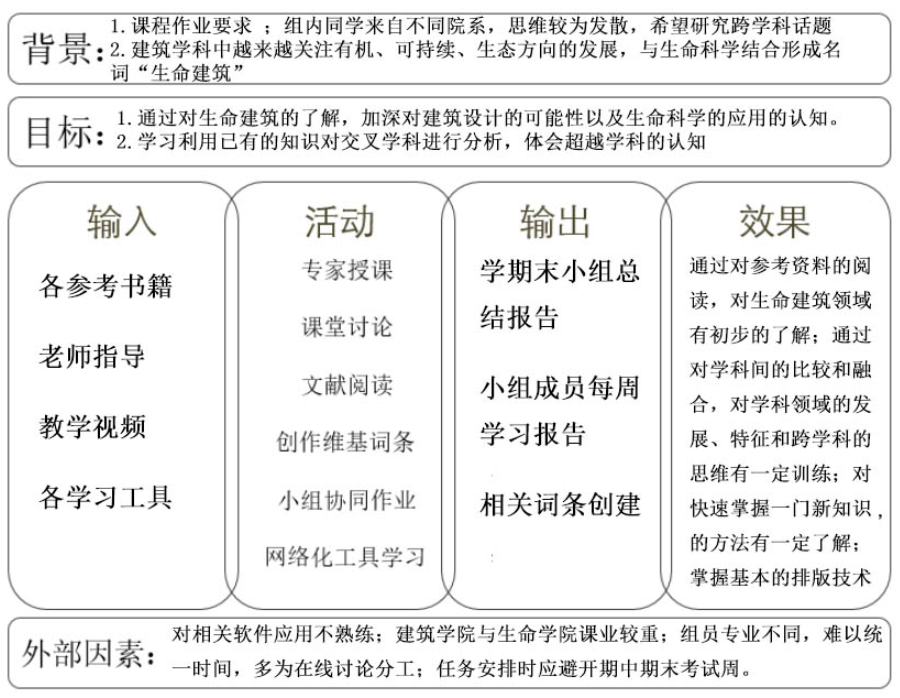 背景：
1. 课程作业要求 ；组内同学来自不同院系，思维较为发散，希望研究跨学科话题
2. 建筑学科中越来越关注有机、可持续、生态方向的发展，与生命科学结合形成名
词“生命建筑”
目标：
1. 通过对生命建筑的了解，加深对建筑设计的可能性以及生命科学的应用的认知。
2. 学习利用已有的知识对交叉学科进行分析，体会超越学科的认知
输入
各参考书籍
老师指导
教学视频
各学习工具
活动
专家授课
课堂讨论
文献阅读
创作维基词条
小组协同作业
网络化工具学习
输出
学期末小组总
结报告
小组成员每周
学习报告
相关词条创建
效果
通过对参考资料的阅
读，对生命建筑领域
有初步的了解；通过
对学科间的比较和融
合，对学科领域的发
展、特征和跨学科的
思维有一定训练；对
快速掌握一门新知识，
的方法有一定了解；
掌握基本的排版技术
外部因素：
对相关软件应用不熟练；建筑学院与生命学院课业较重；组员专业不同，难以统
一时间，多为在线讨论分工；任务安排时应避开期中期末考试周。